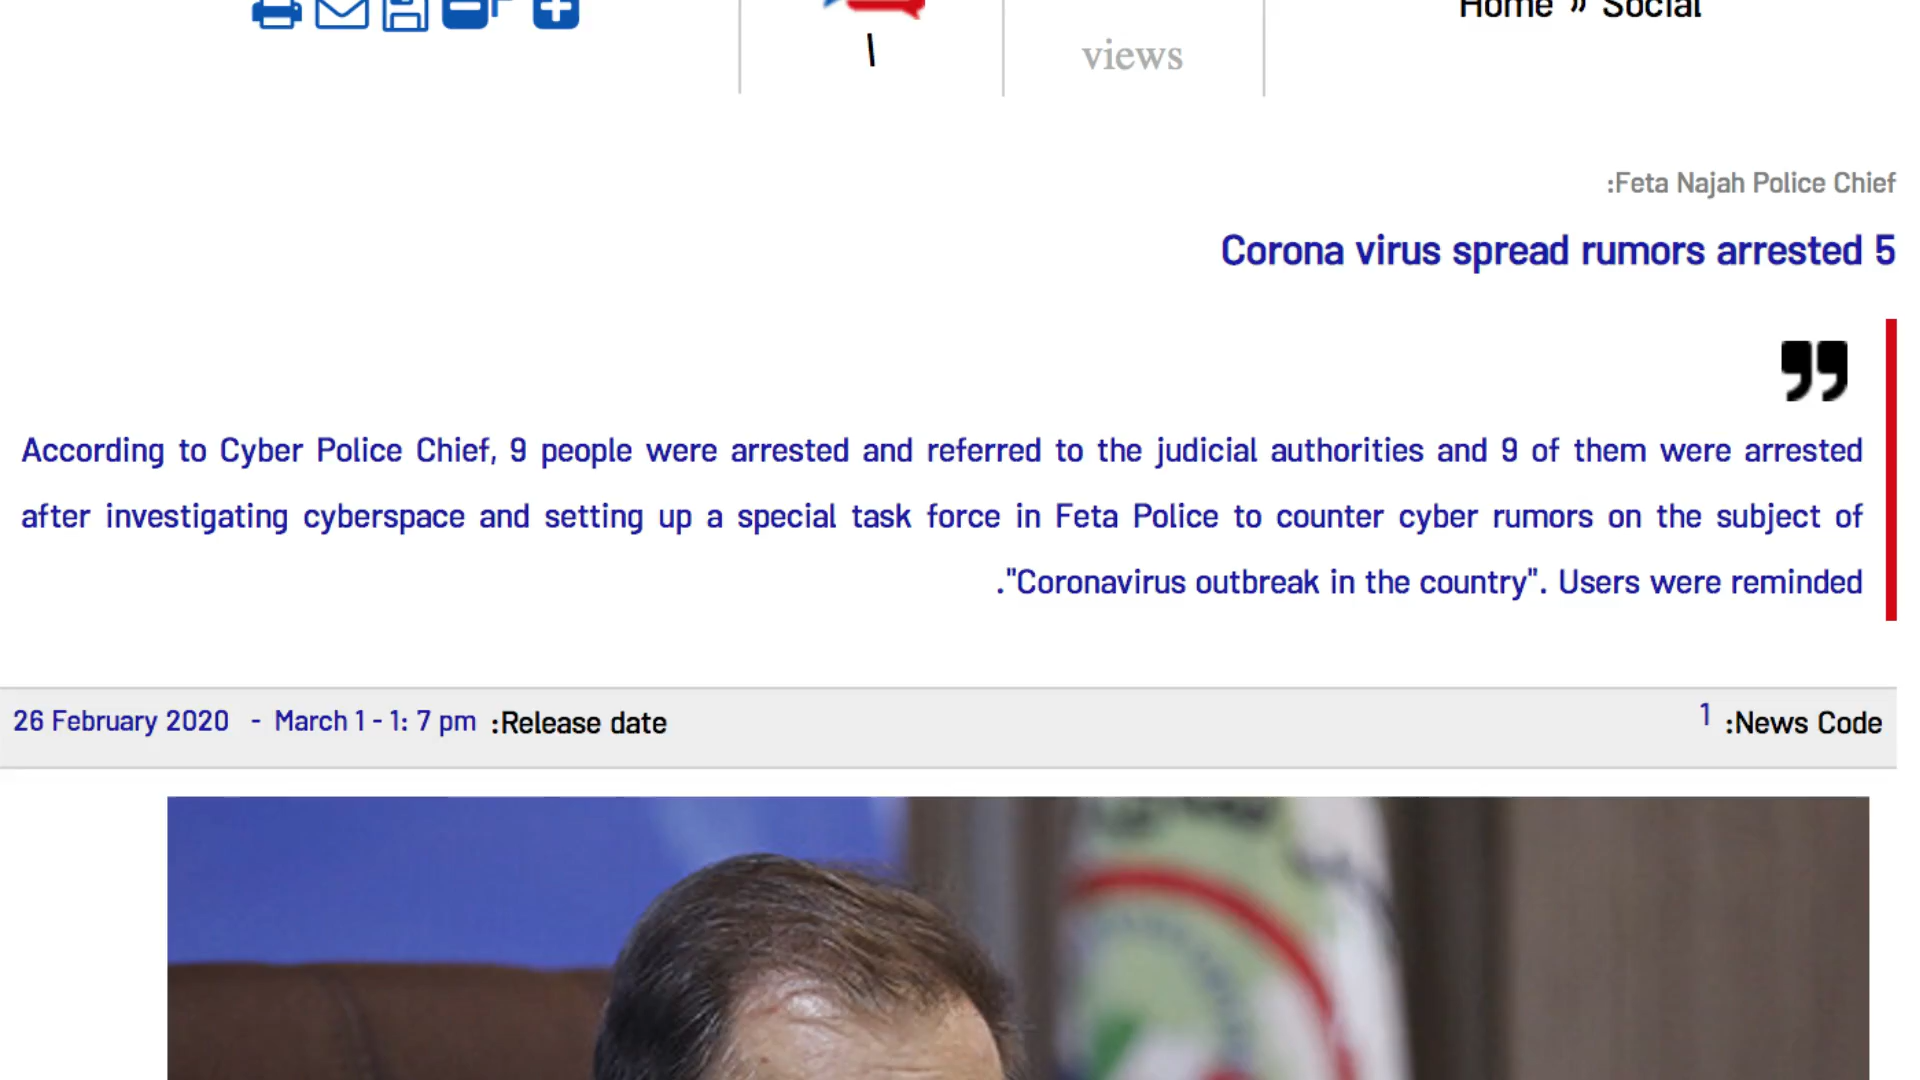 Home » Social
\
views
:Feta Najah Police Chief
Corona virus spread rumors arrested 5
According to Cyber Police Chief, 9 people were arrested and referred to the judicial authorities and 9 of them were arrested
after investigating cyberspace and setting up a special task force in Feta Police to counter cyber rumors on the subject of
."Coronavirus outbreak in the country". Users were reminded
26 February 2020 - March 1 - 1: 7 pm :Release date
1 :News Code